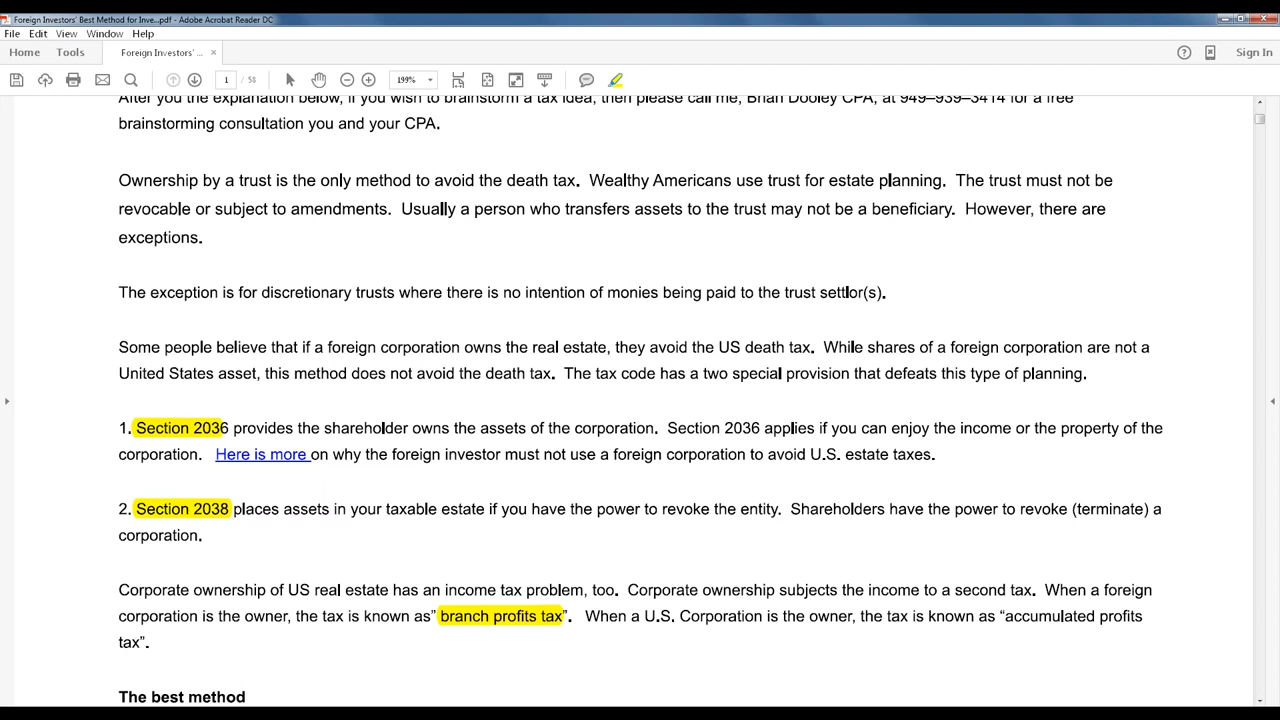 Foreign Investors' Best Method for Inve...pdf - Adobe Acrobat Reader DC
File Edit View Window Help
Home Tools Foreign Investors' ... × Sign In
1 / 58 199%
After you the explanation below, if you wish to brainstorm a tax idea, then please call me, Brian Dooley CPA, at 949–939–3414 for a free
brainstorming consultation you and your CPA.
Ownership by a trust is the only method to avoid the death tax. Wealthy Americans use trust for estate planning. The trust must not be
revocable or subject to amendments. Usually a person who transfers assets to the trust may not be a beneficiary. However, there are
exceptions.
The exception is for discretionary trusts where there is no intention of monies being paid to the trust settlor(s).
Some people believe that if a foreign corporation owns the real estate, they avoid the US death tax. While shares of a foreign corporation are not a
United States asset, this method does not avoid the death tax. The tax code has a two special provision that defeats this type of planning.
1. Section 2036 provides the shareholder owns the assets of the corporation. Section 2036 applies if you can enjoy the income or the property of the
corporation. Here is more on why the foreign investor must not use a foreign corporation to avoid U.S. estate taxes.
2. Section 2038 places assets in your taxable estate if you have the power to revoke the entity. Shareholders have the power to revoke (terminate) a
corporation.
Corporate ownership of US real estate has an income tax problem, too. Corporate ownership subjects the income to a second tax. When a foreign
corporation is the owner, the tax is known as” branch profits tax”. When a U.S. Corporation is the owner, the tax is known as “accumulated profits
tax”.
The best method